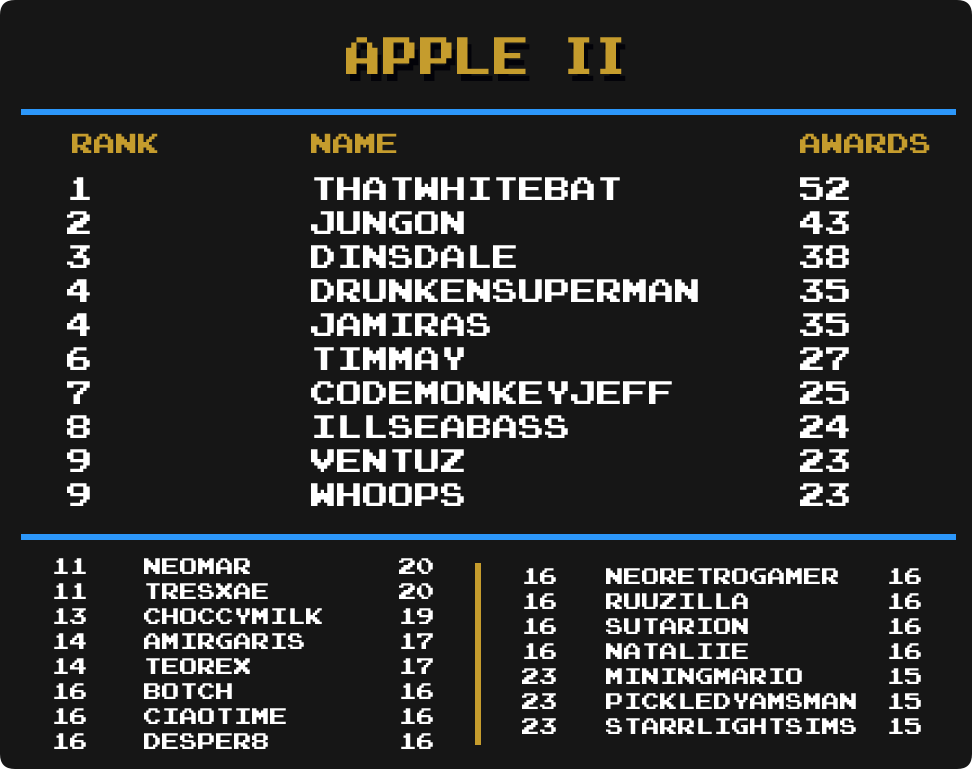 APPLE II
RANK NAME AWARDS
1 THATWHITEBAT 52
2 JUNGON 43
3 DINSDALE 38
4 DRUNKENSUPERMAN 35
4 JAMIRAS 35
6 TIMMAY 27
7 CODEMONKEYJEFF 25
8 ILLSEABASS 24
9 VENTUZ 23
9 WHOOPS 23
11 NEOMAR 20
11 TRESXAE 20
13 CHOCCYMILK 19
14 AMIRGARIS 17
14 TEOREX 17
16 BOTCH 16
16 CIAOTIME 16
16 DESPER8 16
16 NEORETROGAMER 16
16 RUUZILLA 16
16 SUTARION 16
16 NATALIIE 16
23 MININGMARIO 15
23 PICKLEDYAMSMAN 15
23 STARRLIGHTSIMS 15